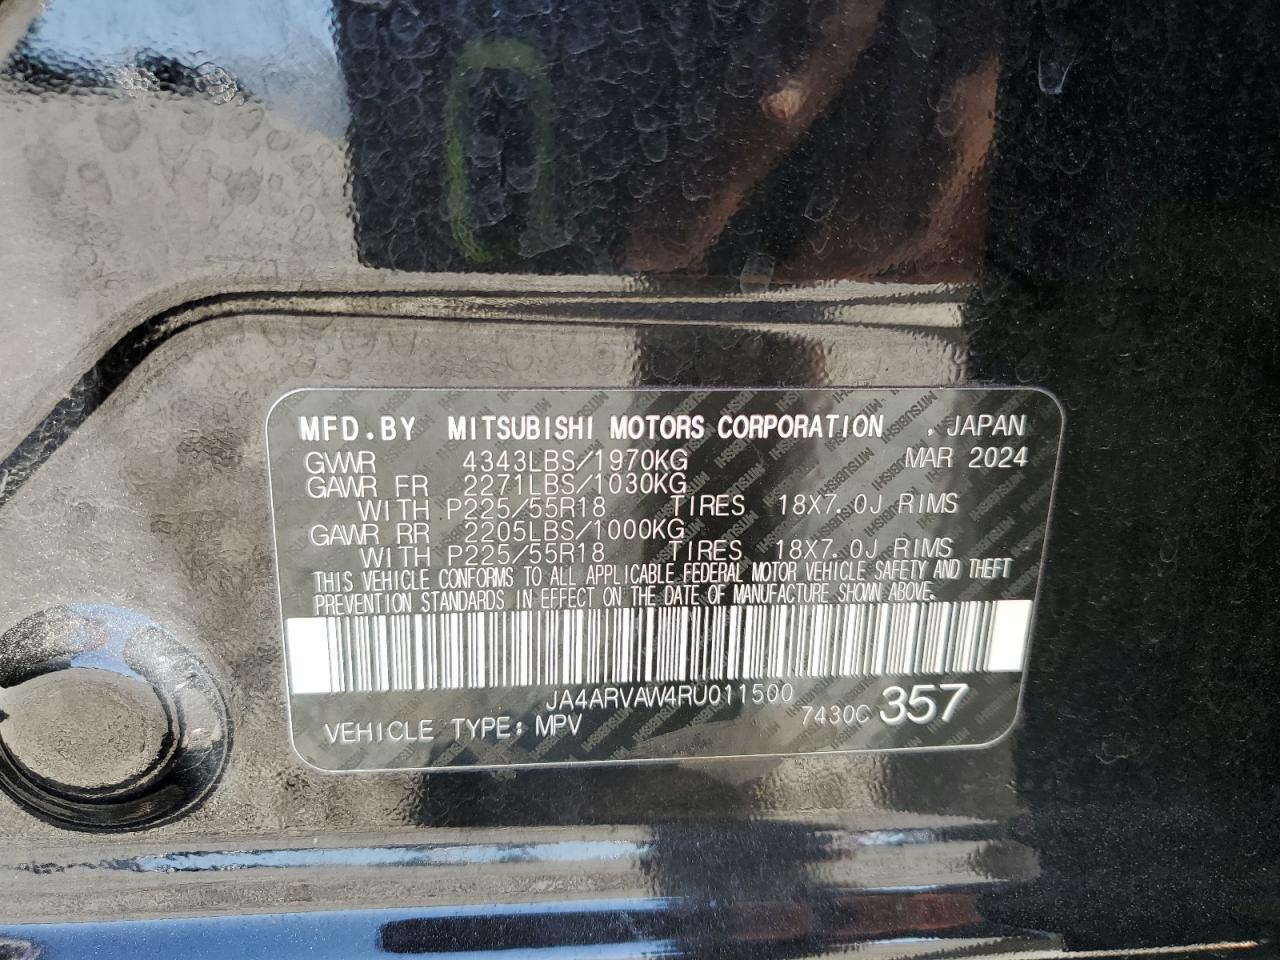 MFD.BY MITSUBISHI MOTORS CORPORATION , JAPAN
GVWR 4343LBS/1970KG MAR 2024
GAWR FR 2271LBS/1030KG
WITH P225/55R18 TIRES 18X7.0J RIMS
GAWR RR 2205LBS/1000KG
WITH P225/55R18 TIRES 18X7.0J RIMS
THIS VEHICLE CONFORMS TO ALL APPLICABLE FEDERAL MOTOR VEHICLE SAFETY AND THEFT
PREVENTION STANDARDS IN EFFECT ON THE DATE OF MANUFACTURE SHOWN ABOVE.
JA4ARVAW4RU011500
VEHICLE TYPE: MPV 7430C 357